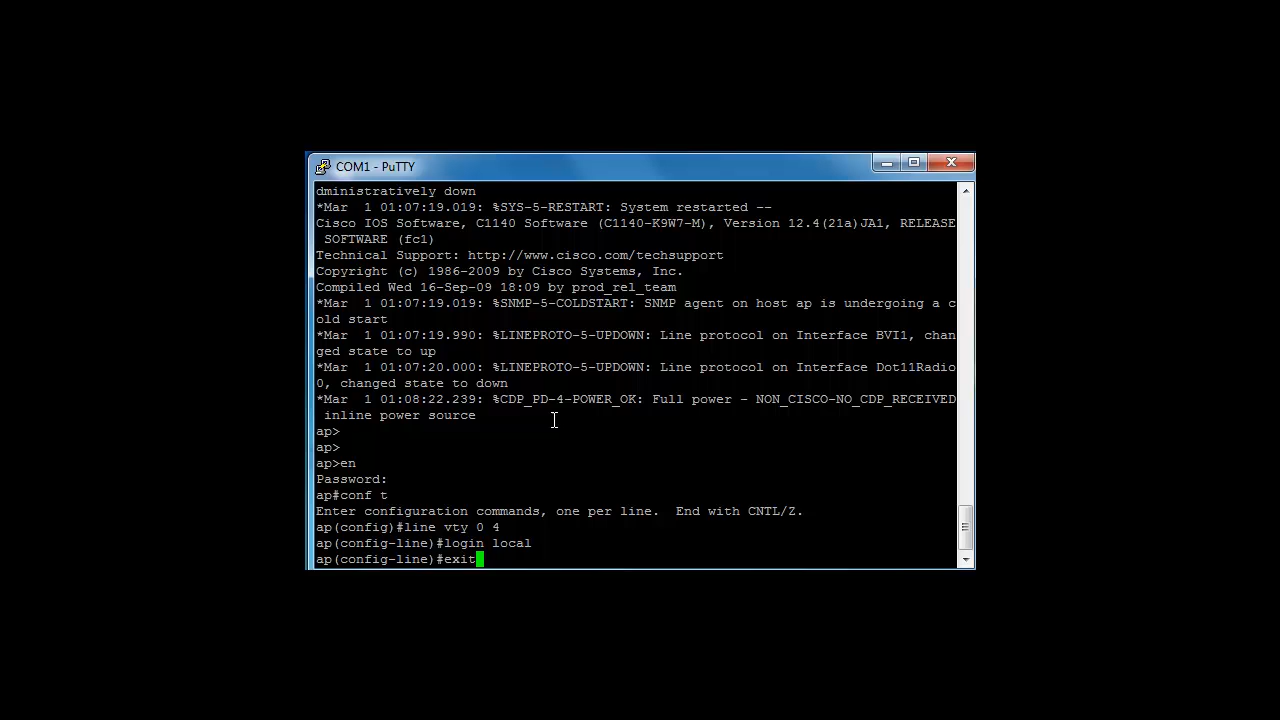 COM1 - PuTTY
dministratively down
*Mar  1 01:07:19.019: %SYS-5-RESTART: System restarted --
Cisco IOS Software, C1140 Software (C1140-K9W7-M), Version 12.4(21a)JA1, RELEASE
 SOFTWARE (fc1)
Technical Support: http://www.cisco.com/techsupport
Copyright (c) 1986-2009 by Cisco Systems, Inc.
Compiled Wed 16-Sep-09 18:09 by prod_rel_team
*Mar  1 01:07:19.019: %SNMP-5-COLDSTART: SNMP agent on host ap is undergoing a c
old start
*Mar  1 01:07:19.990: %LINEPROTO-5-UPDOWN: Line protocol on Interface BVI1, chan
ged state to up
*Mar  1 01:07:20.000: %LINEPROTO-5-UPDOWN: Line protocol on Interface Dot11Radio
0, changed state to down
*Mar  1 01:08:22.239: %CDP_PD-4-POWER_OK: Full power - NON_CISCO-NO_CDP_RECEIVED
 inline power source
ap>
ap>
ap>en
Password:
ap#conf t
Enter configuration commands, one per line.  End with CNTL/Z.
ap(config)#line vty 0 4
ap(config-line)#login local
ap(config-line)#exit